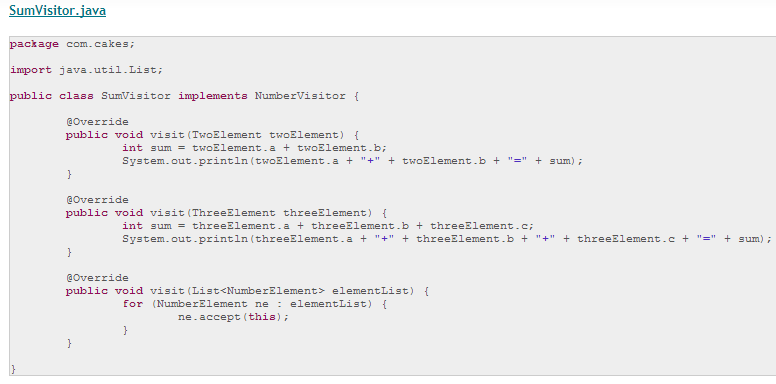 SumVisitor.java
package com.cakes;
import java.util.List;
public class SumVisitor implements NumberVisitor {
@Override
public void visit(TwoElement twoElement) {
int sum = twoElement.a + twoElement.b;
System.out.println(twoElement.a + "+" + twoElement.b + "=" + sum);
}
@Override
public void visit(ThreeElement threeElement) {
int sum = threeElement.a + threeElement.b + threeElement.c;
System.out.println(threeElement.a + "+" + threeElement.b + "+" + threeElement.c + "=" + sum);
}
@Override
public void visit(List<NumberElement> elementList) {
for (NumberElement ne : elementList) {
ne.accept(this);
}
}
}